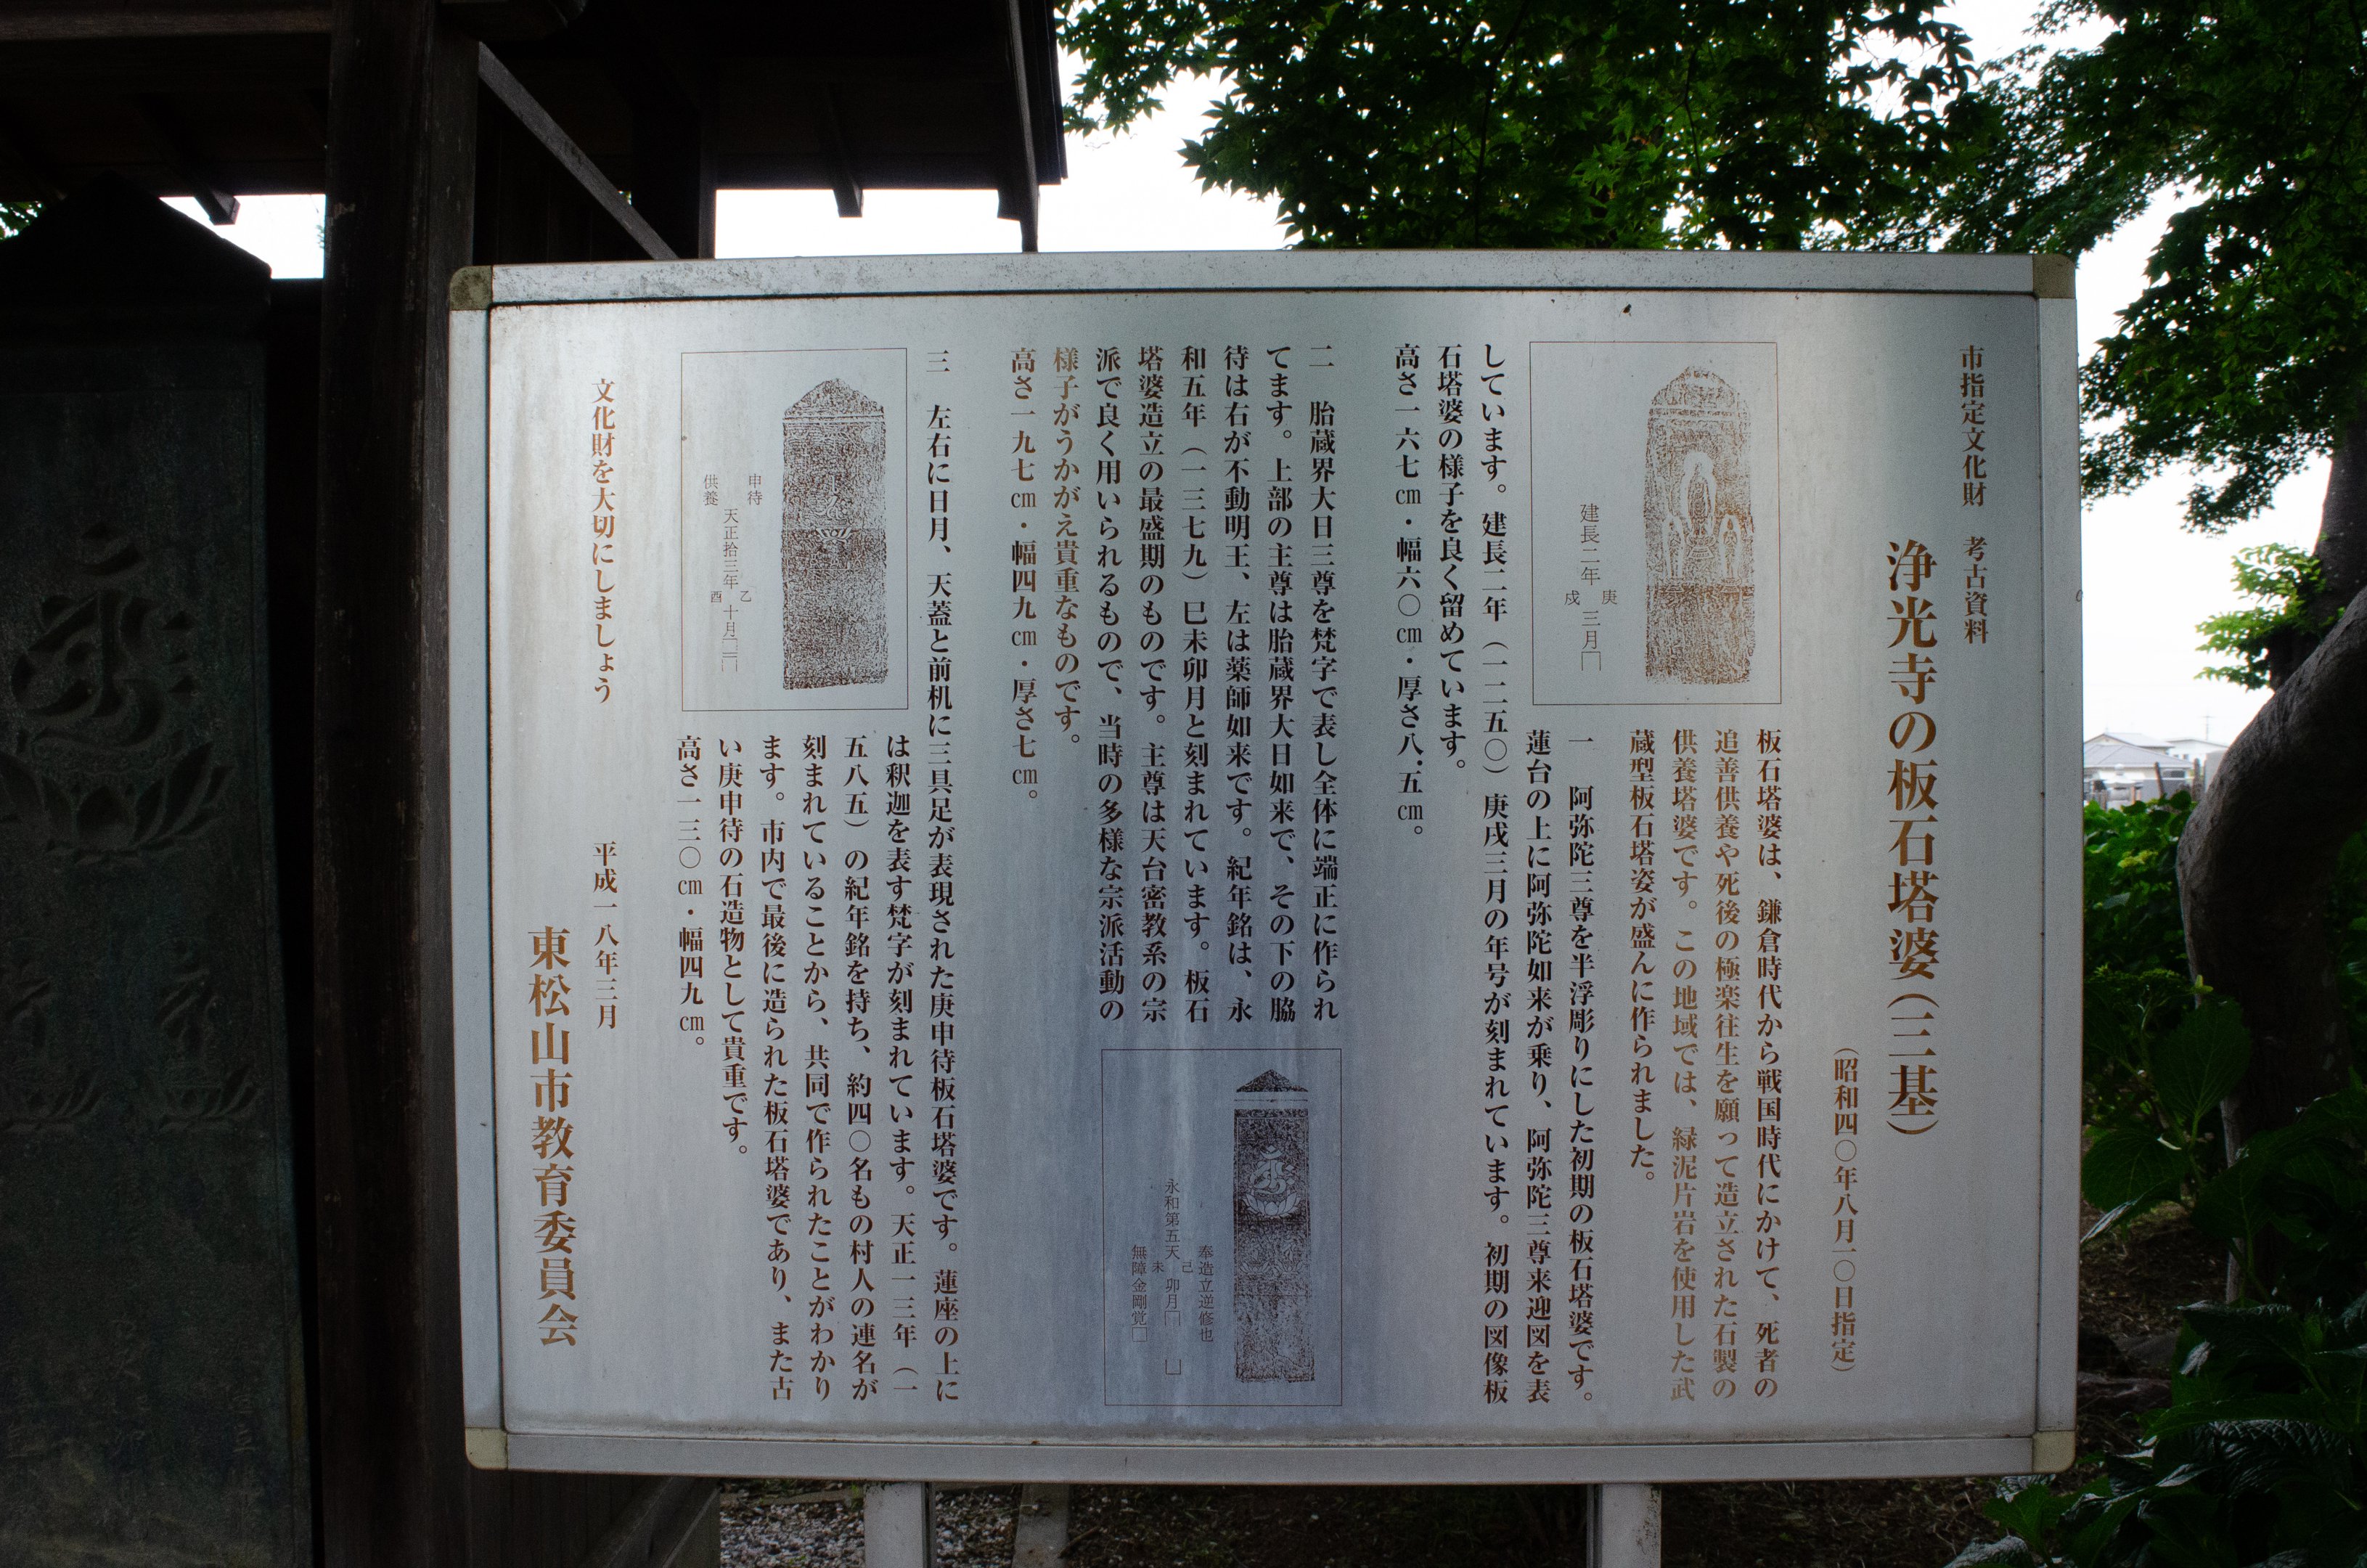 市指定文化財　考古資料
浄光寺の板石塔婆（三基）
（昭和四〇年八月一〇日指定）
板石塔婆は、鎌倉時代から戦国時代にかけて、死者の
追善供養や死後の極楽往生を願って造立された石製の
供養塔婆です。この地域では、緑泥片岩を使用した武
蔵型板石塔婆が盛んに作られました。
建長二年　庚戌　三月□
一　阿弥陀三尊を半浮彫りにした初期の板石塔婆です。
蓮台の上に阿弥陀如来が乗り、阿弥陀三尊来迎図を表
しています。建長二年（一二五〇）庚戌三月の年号が刻まれています。初期の図像板
石塔婆の様子を良く留めています。
高さ一六七㎝・幅六〇㎝・厚さ八.五㎝。
二　胎蔵界大日三尊を梵字で表し全体に端正に作られ
てます。上部の主尊は胎蔵界大日如来で、その下の脇
待は右が不動明王、左は薬師如来です。紀年銘は、永
和五年（一三七九）巳未卯月と刻まれています。板石
塔婆造立の最盛期のものです。主尊は天台密教系の宗
派で良く用いられるもので、当時の多様な宗派活動の
様子がうかがえ貴重なものです。
高さ一九七㎝・幅四九㎝・厚さ七㎝。
奉造立逆修也
永和第五天　己未　卯月□　□
無障金剛覚□
三　左右に日月、天蓋と前机に三具足が表現された庚申待板石塔婆です。蓮座の上に
は釈迦を表す梵字が刻まれています。天正一三年（一
五八五）の紀年銘を持ち、約四〇名もの村人の連名が
刻まれていることから、共同で作られたことがわかり
ます。市内で最後に造られた板石塔婆であり、また古
い庚申待の石造物として貴重です。
高さ一三〇㎝・幅四九㎝。
申待
天正拾三年　乙酉　十月□三□
供養
文化財を大切にしましょう
平成一八年三月
東松山市教育委員会